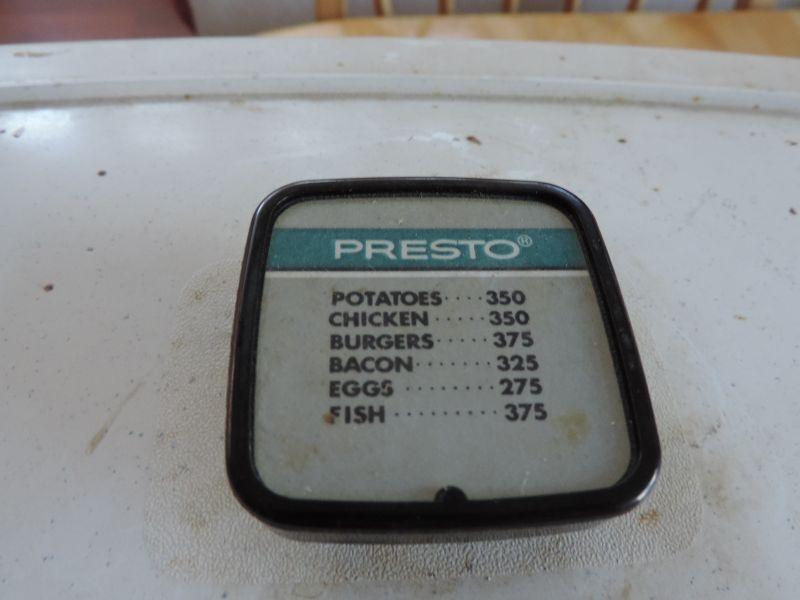 PRESTO®
POTATOES····350
CHICKEN·····350
BURGERS·····375
BACON·······325
EGGS········275
FISH·········375